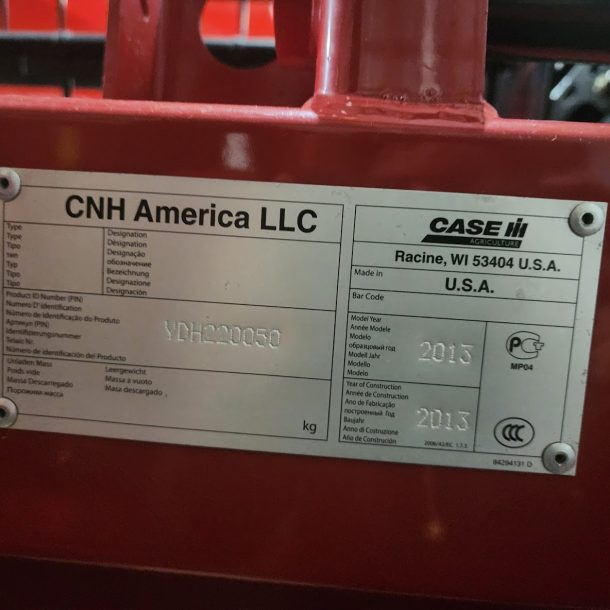 CNH America LLC
Type
Type
Tipo
тип
Typ
Tipo
Tipo
Designation
Désignation
Designação
обозначение
Bezeichnung
Designazione
Designación
Product ID Number (PIN)
Numero D'identification
Número de Identificação do Produto
Артикул (PIN)
Identifizierungsnummer
Telaio Nr.
Número de identificación del Producto
YDH220050
Unladen Mass
Poids vide
Massa Descarregado
Порожняя масса
Leergewicht
Massa a vuoto
Masa descargado
kg
CASE IH
AGRICULTURE
Racine, WI 53404 U.S.A.
Made in
U.S.A.
Bar Code
Model Year
Année Modele
Modelo
образцовый год
Modell Jahr
Modello
Modelo
2013
Year of Construction
Année de Construction
Ano de Fabricação
построенный Год
Baujahr
Anno di Costruzione
Año de Construción
2013
2006/42/EC 1.7.3.
PG
MP04
CCC
84294131 D